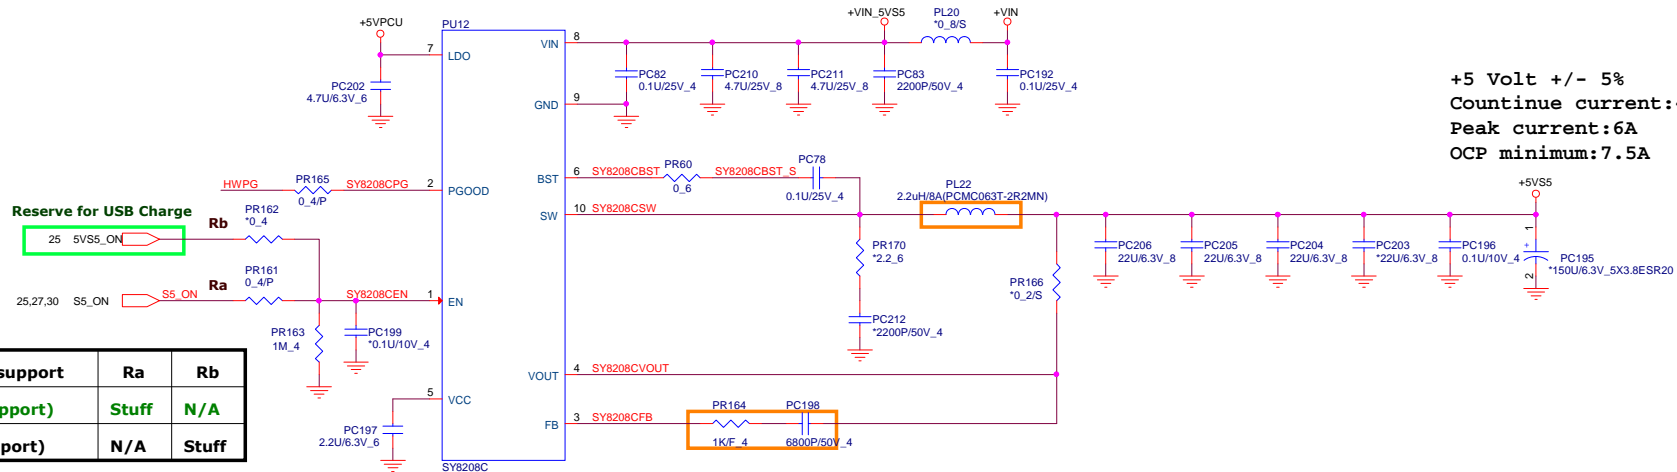 +5VPCU
PU12
+VIN_5VS5
PL20
*0_8/S
+VIN
7
LDO
VIN
8
PC202
4.7U/6.3V_6
PC82
0.1U/25V_4
PC210
4.7U/25V_8
PC211
4.7U/25V_8
PC83
2200P/50V_4
PC192
0.1U/25V_4
GND
9
+5 Volt +/- 5%
Countinue current:
Peak current:6A
OCP minimum:7.5A
HWPG
PR165
0_4/P
SY8208CPG
2
PGOOD
BST
6
SY8208CBST
PR60
0_6
SY8208CBST_S
PC78
0.1U/25V_4
PL22
2.2uH/8A(PCMC063T-2R2MN)
+5VS5
SW
10
SY8208CSW
Reserve for USB Charge
Rb
PR162
*0_4
25
5VS5_ON
PR170
*2.2_6
PR166
*0_2/S
PC206
22U/6.3V_8
PC205
22U/6.3V_8
PC204
22U/6.3V_8
PC203
*22U/6.3V_8
PC196
0.1U/10V_4
1
+
2
PC195
*150U/6.3V_5X3.8ESR20
PR161
0_4/P
Ra
25,27,30
S5_ON
S5_ON
SY8208CEN
1
EN
PR163
1M_4
PC199
*0.1U/10V_4
PC212
*2200P/50V_4
support Ra Rb
pport) Stuff N/A
port) N/A Stuff
VOUT
4
SY8208CVOUT
5
VCC
PC197
2.2U/6.3V_6
FB
3
SY8208CFB
PR164
1K/F_4
PC198
6800P/50V_4
SY8208C